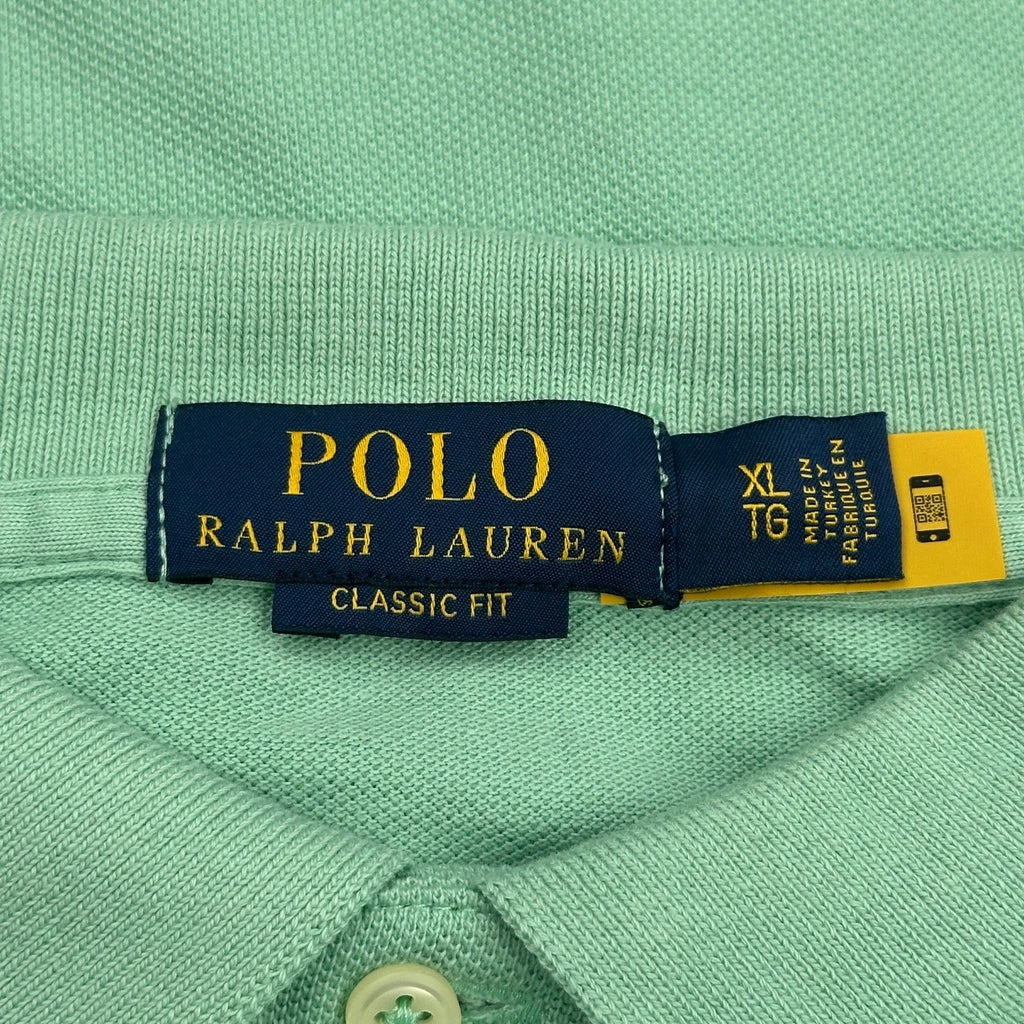 POLO
RALPH LAUREN
CLASSIC FIT
XL
TG
MADE IN
TURKEY
FABRIQUE EN
TURQUIE